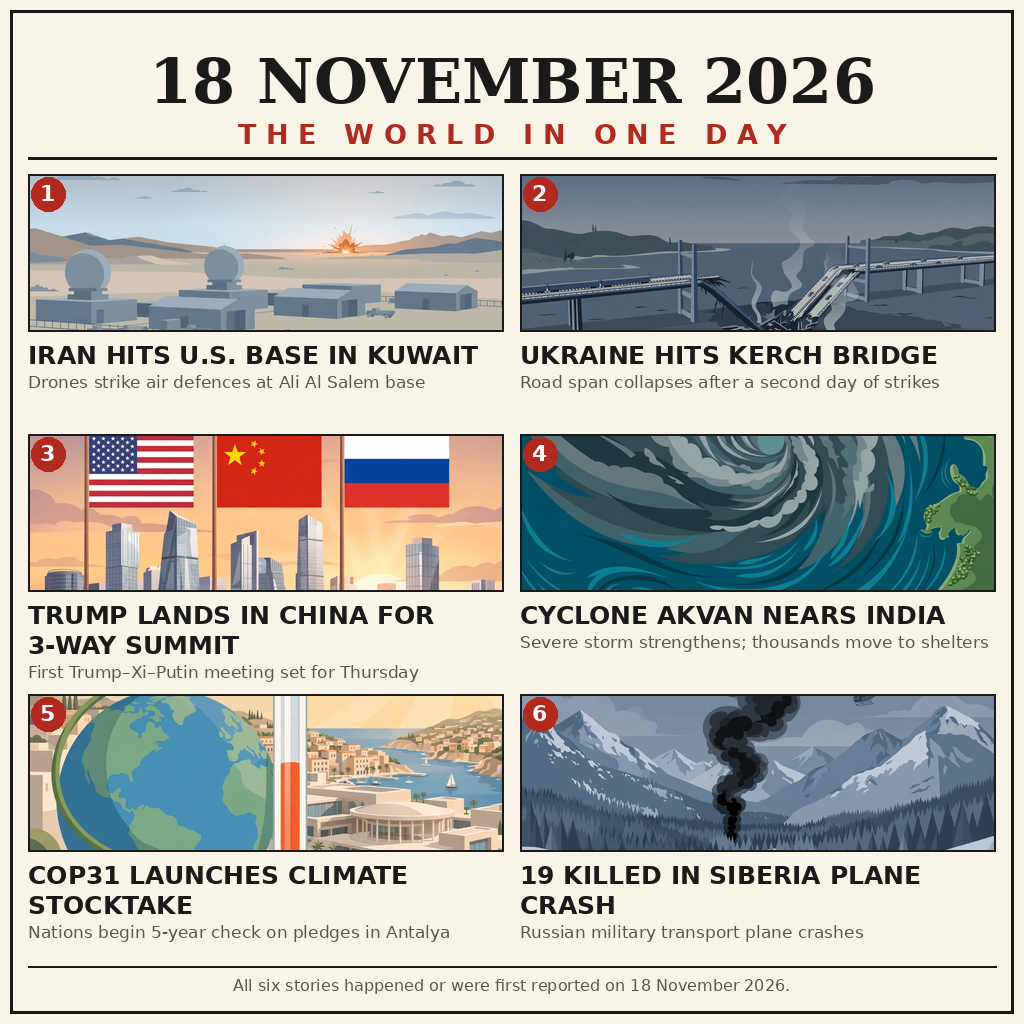 18 NOVEMBER 2026
THE WORLD IN ONE DAY
1
IRAN HITS U.S. BASE IN KUWAIT
Drones strike air defences at Ali Al Salem base
2
UKRAINE HITS KERCH BRIDGE
Road span collapses after a second day of strikes
3
TRUMP LANDS IN CHINA FOR
3-WAY SUMMIT
First Trump–Xi–Putin meeting set for Thursday
4
CYCLONE AKVAN NEARS INDIA
Severe storm strengthens; thousands move to shelters
5
COP31 LAUNCHES CLIMATE
STOCKTAKE
Nations begin 5-year check on pledges in Antalya
6
19 KILLED IN SIBERIA PLANE
CRASH
Russian military transport plane crashes
All six stories happened or were first reported on 18 November 2026.